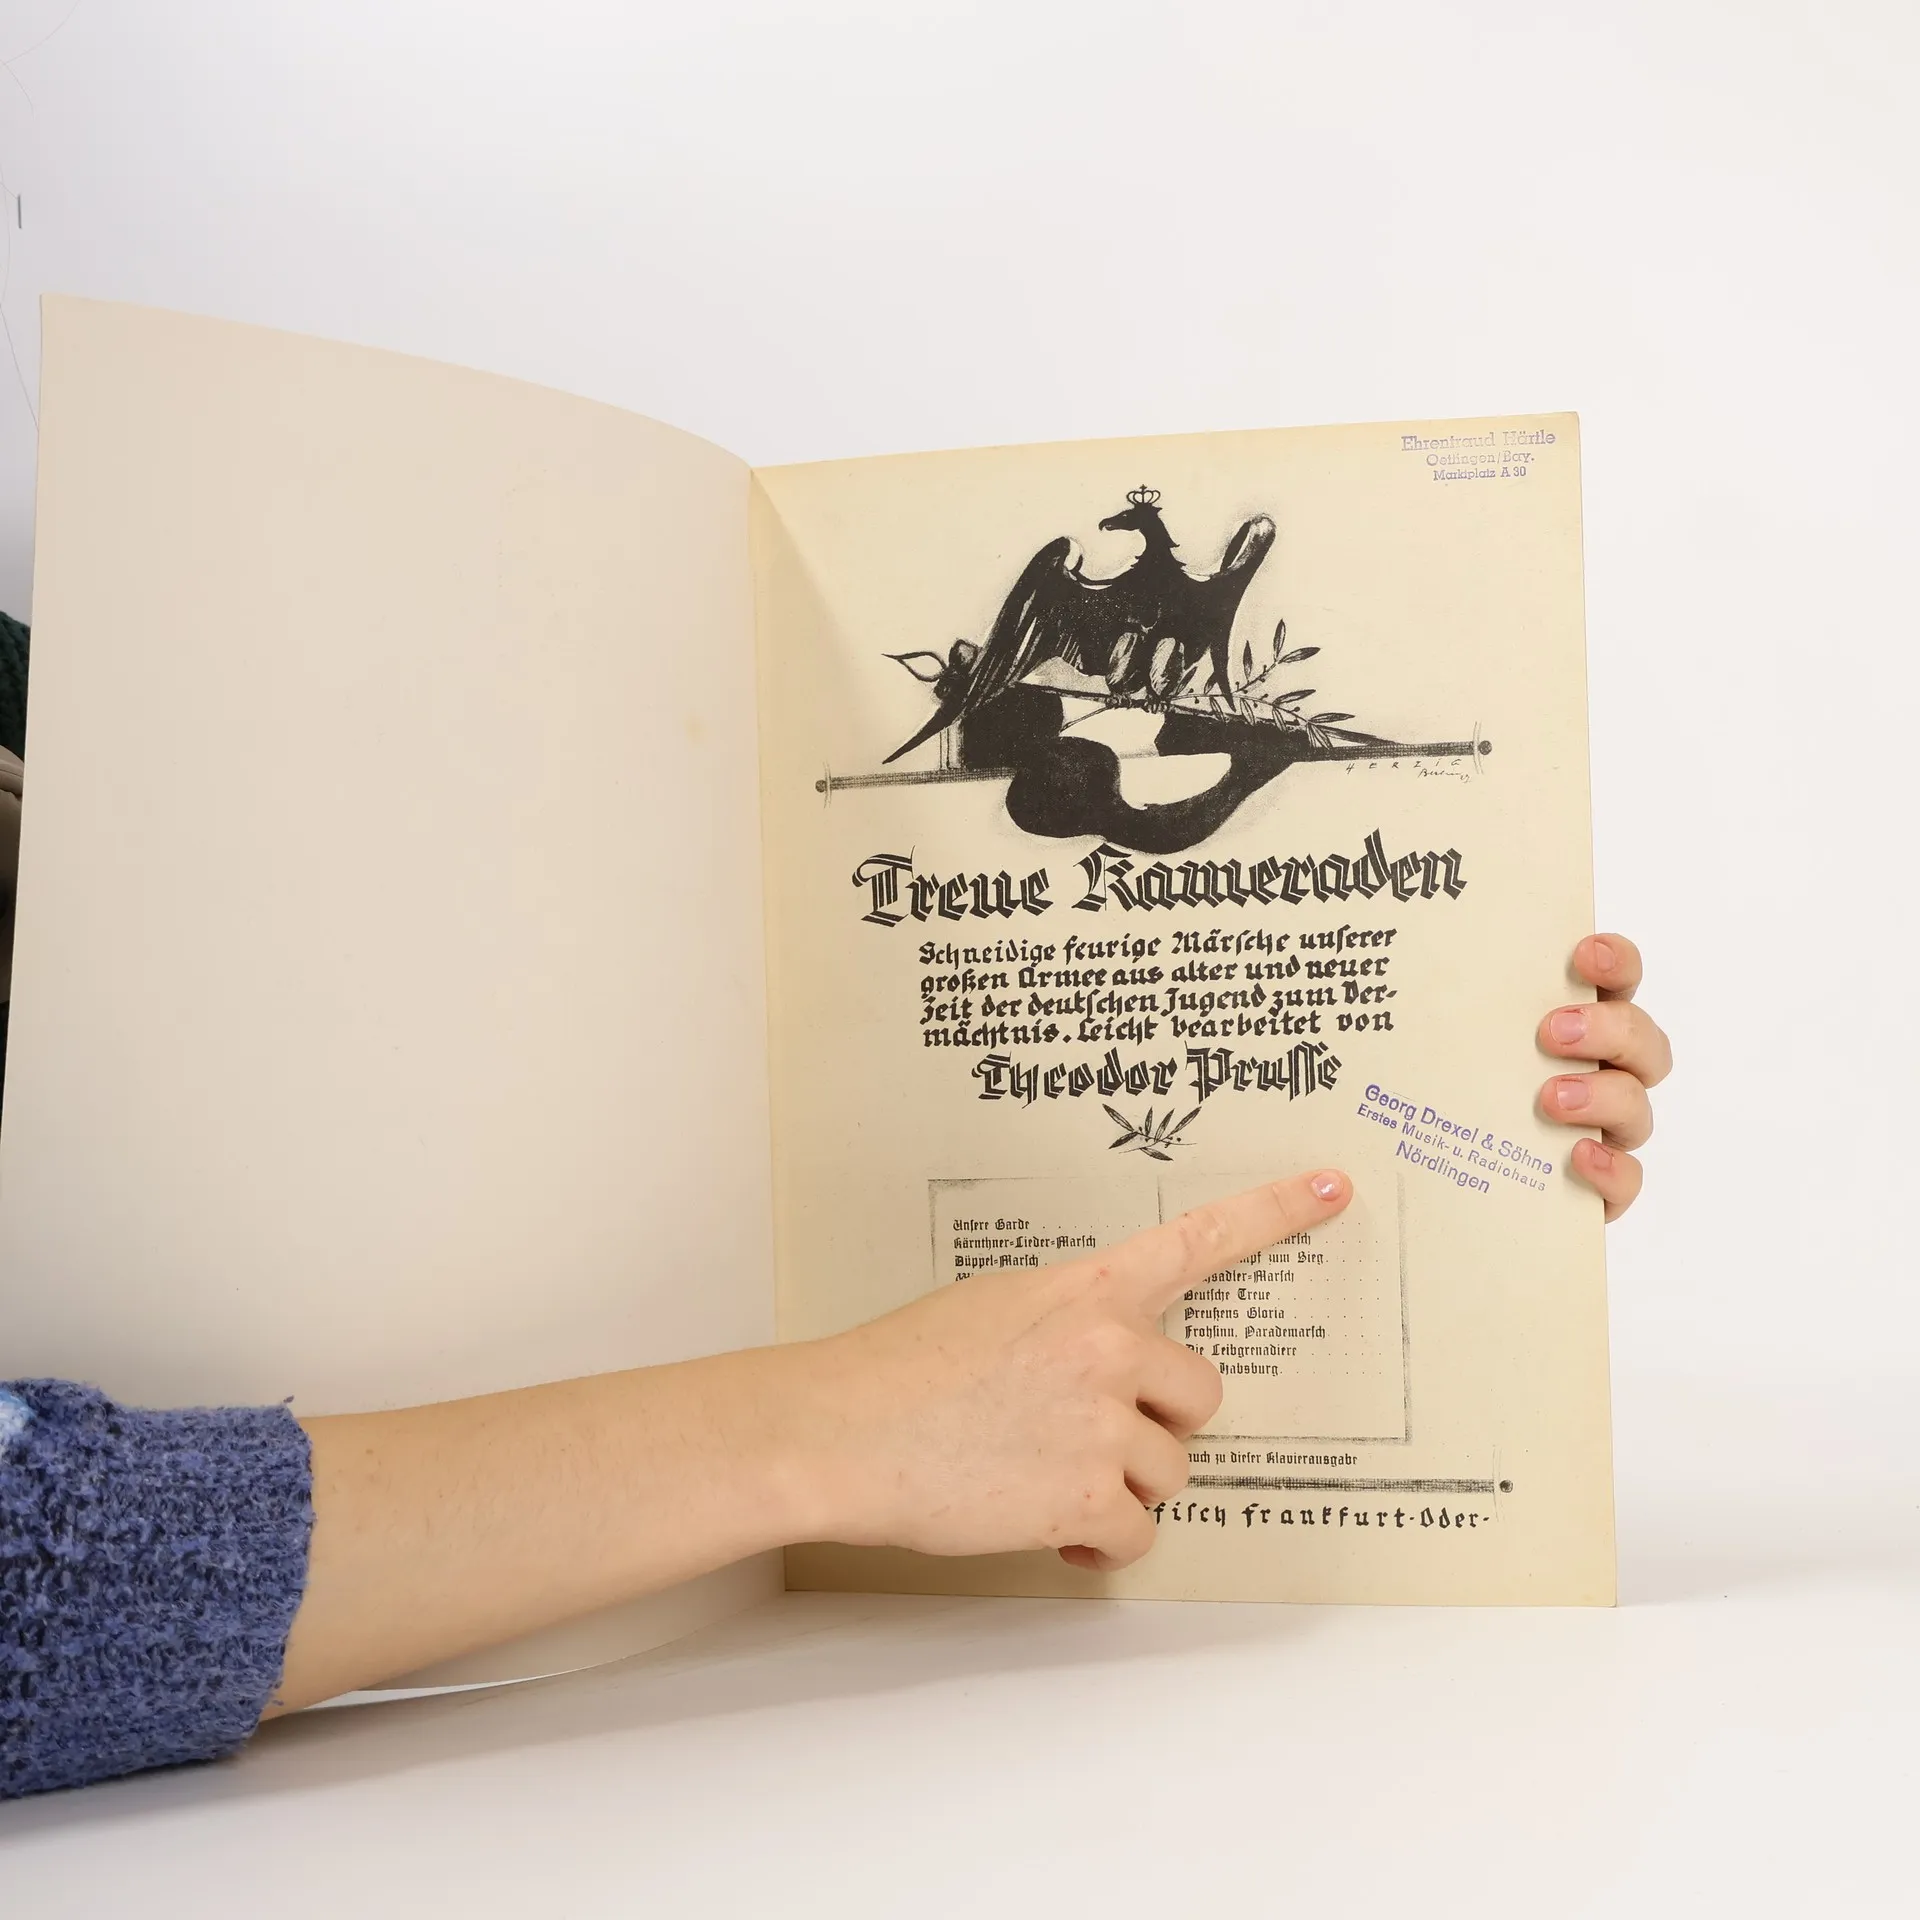 Ehrentraud Härtle
Oettingen/Bay.
Marktplatz A 30
HERZIG
Treue Kameraden
Schneidige feurige Märsche unserer
großen Armee aus alter und neuer
Zeit der deutschen Jugend zum Ver-
mächtnis. Leicht bearbeitet von
Theodor Prusse
Georg Drexel & Söhne
Erstes Musik- u. Radiohaus
Nördlingen
Unsere Garde
Kärnthner-Lieder-Marsch
Düppel-Marsch
zum Sieg
Deutsche Treue
Preußens Gloria
Frohsinn, Parademarsch
Die Leibgrenadiere
Habsburg
auch zu dieser Klavierausgabe
Frankfurt-Oder-